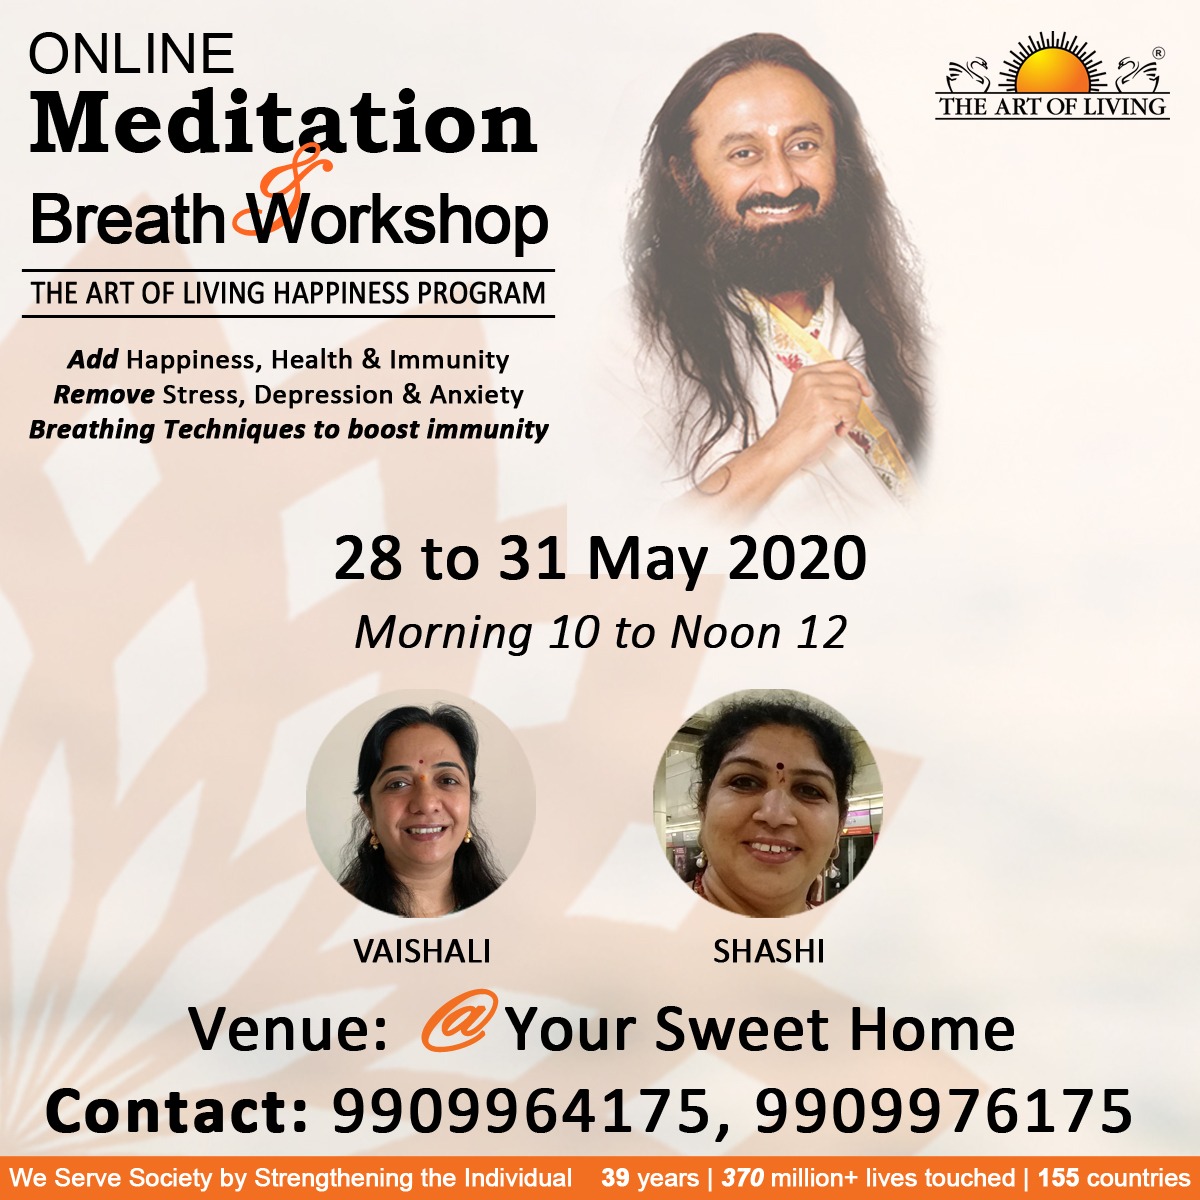 ONLINE
Meditation
&
Breath Workshop
THE ART OF LIVING HAPPINESS PROGRAM
Add Happiness, Health & Immunity
Remove Stress, Depression & Anxiety
Breathing Techniques to boost immunity
®
THE ART OF LIVING
28 to 31 May 2020
Morning 10 to Noon 12
VAISHALI
SHASHI
Venue: @ Your Sweet Home
Contact: 9909964175, 9909976175
We Serve Society by Strengthening the Individual 39 years | 370 million+ lives touched | 155 countries